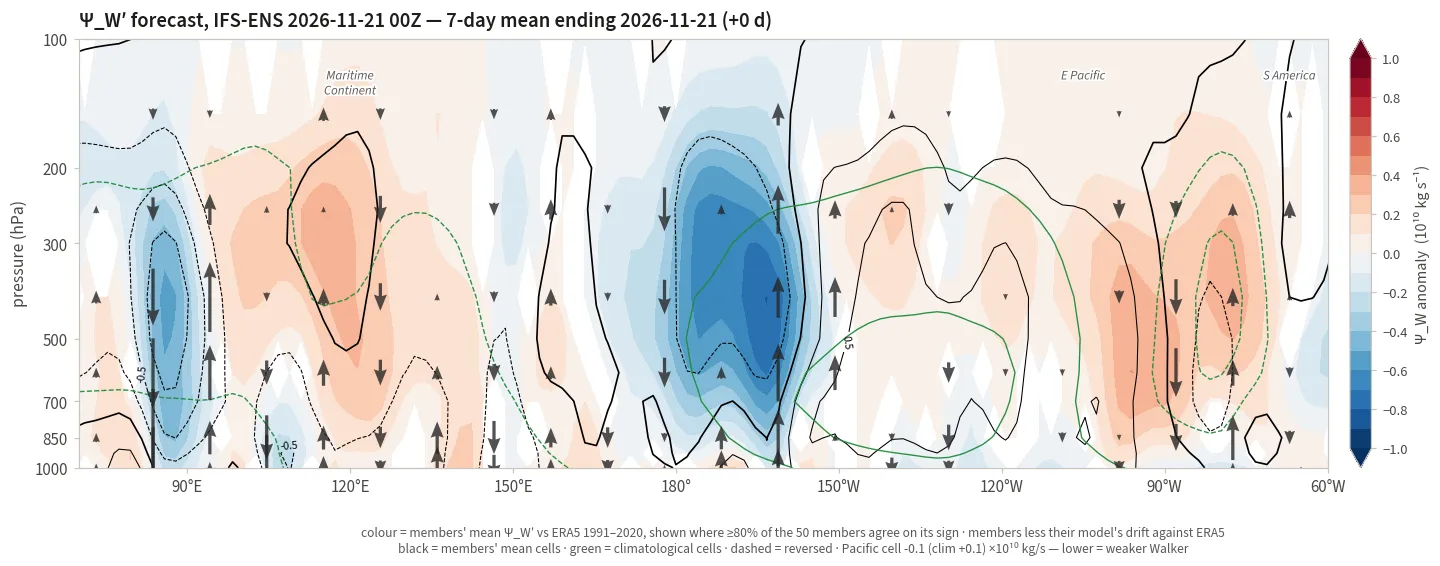 Ψ_W′ forecast, IFS-ENS 2026-11-21 00Z — 7-day mean ending 2026-11-21 (+0 d)
100
200
300
400
500
700
850
1000
pressure (hPa)
Maritime
Continent
E Pacific
S America
-0.5
-0.5
0.5
90°E
120°E
150°E
180°
150°W
120°W
90°W
60°W
1.0
0.8
0.6
0.4
0.2
0.0
−0.2
−0.4
−0.6
−0.8
−1.0
Ψ_W anomaly (10¹⁰ kg s⁻¹)
colour = members' mean Ψ_W′ vs ERA5 1991–2020, shown where ≥80% of the 50 members agree on its sign · members less their model's drift against ERA5
black = members' mean cells · green = climatological cells · dashed = reversed · Pacific cell -0.1 (clim +0.1) ×10¹⁰ kg/s — lower = weaker Walker